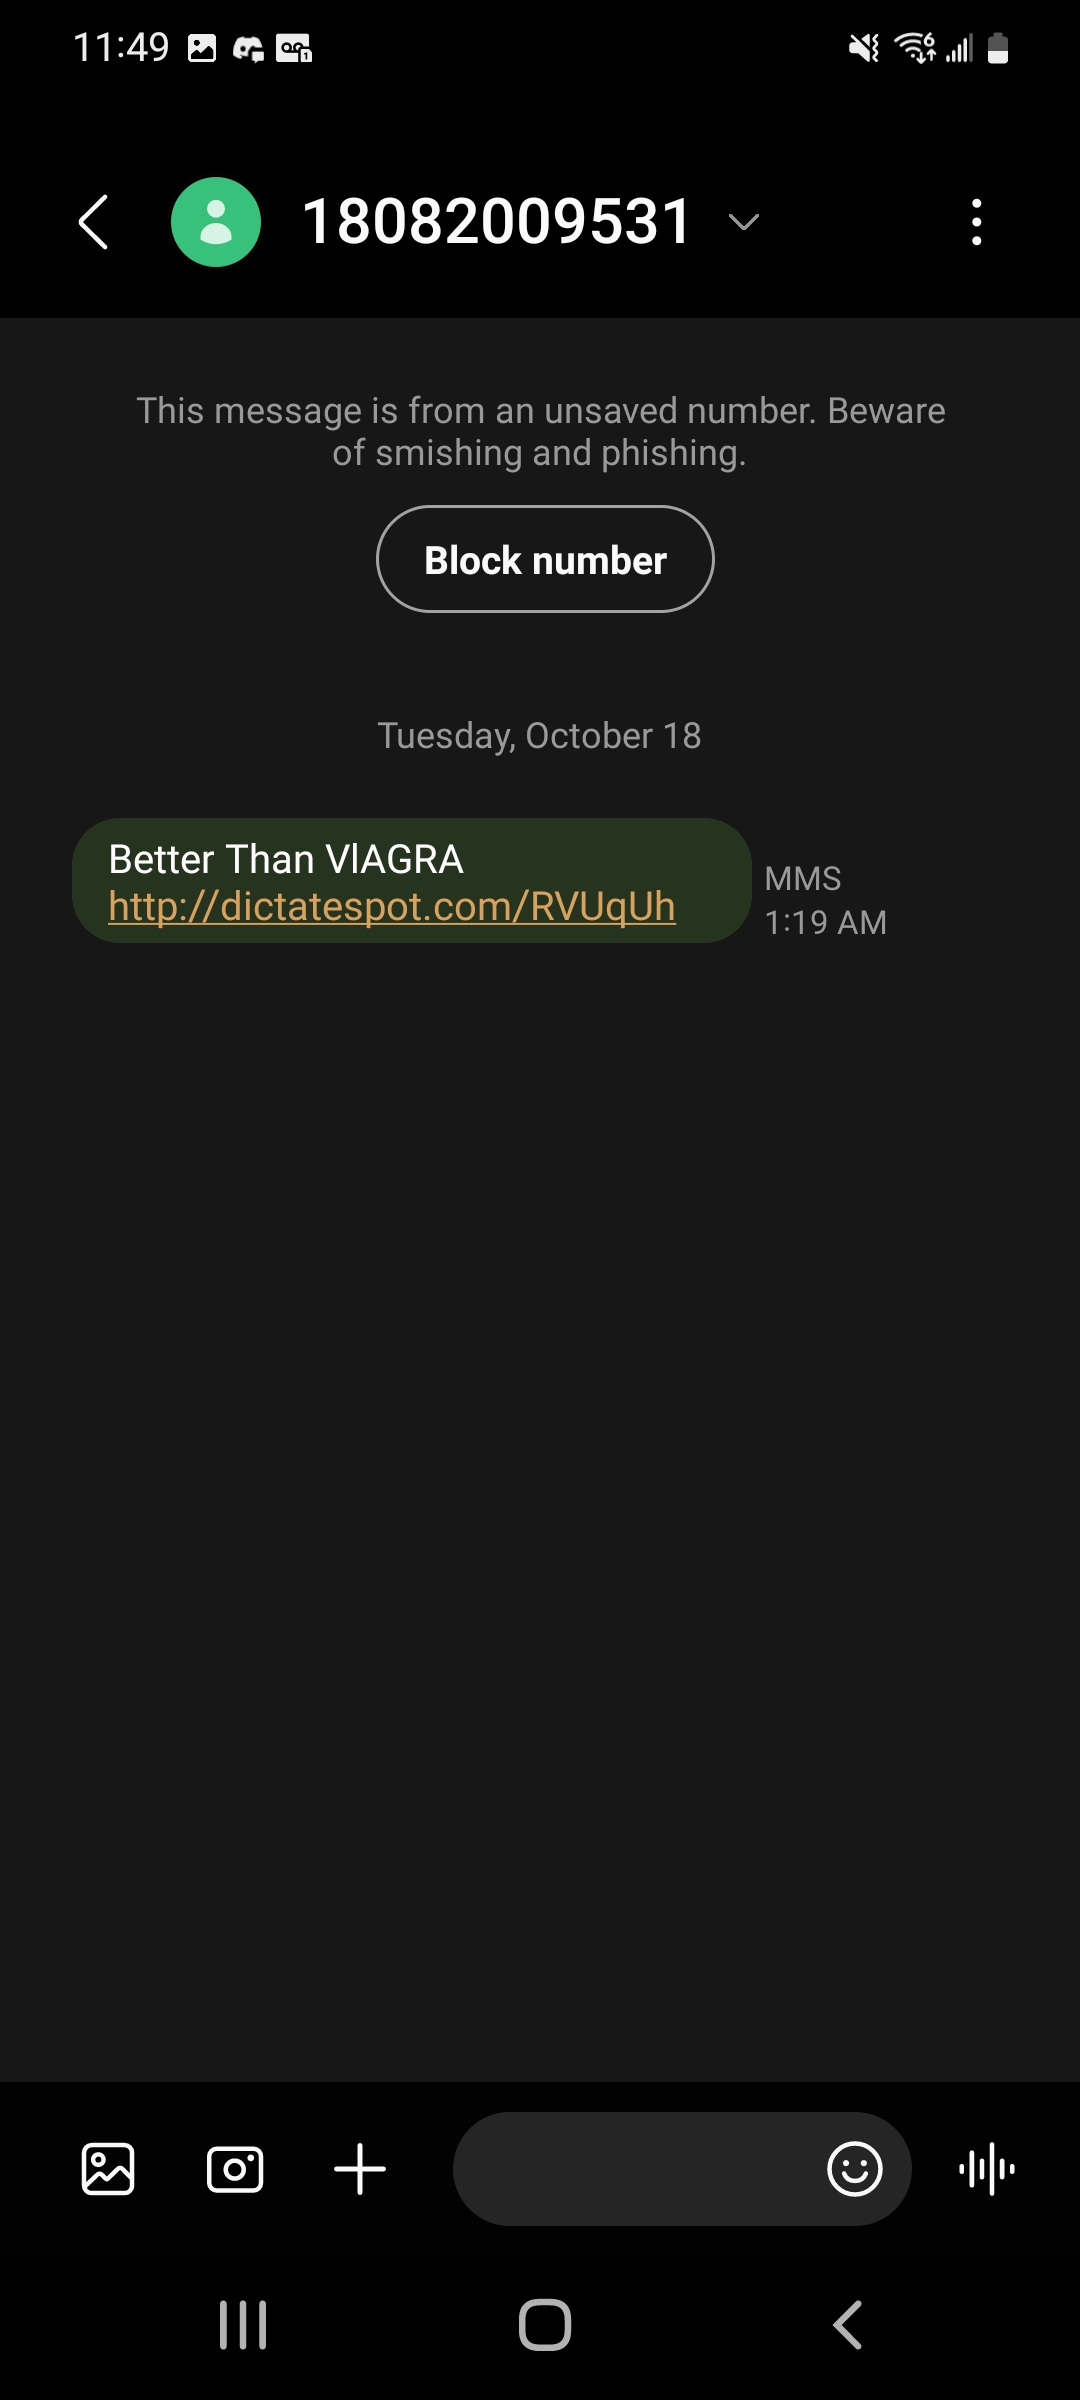 11:49
18082009531
This message is from an unsaved number. Beware
of smishing and phishing.
Block number
Tuesday, October 18
Better Than VlAGRA
http://dictatespot.com/RVUqUh
MMS
1:19 AM